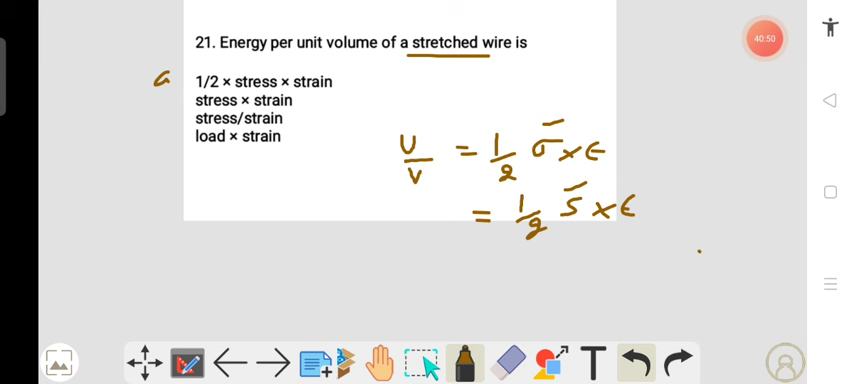 40:50
21. Energy per unit volume of a stretched wire is
a
1/2 × stress × strain
stress × strain
stress/strain
load × strain
U/V = 1/2 σ̅ × ϵ
= 1/2 S̅ × ϵ
T